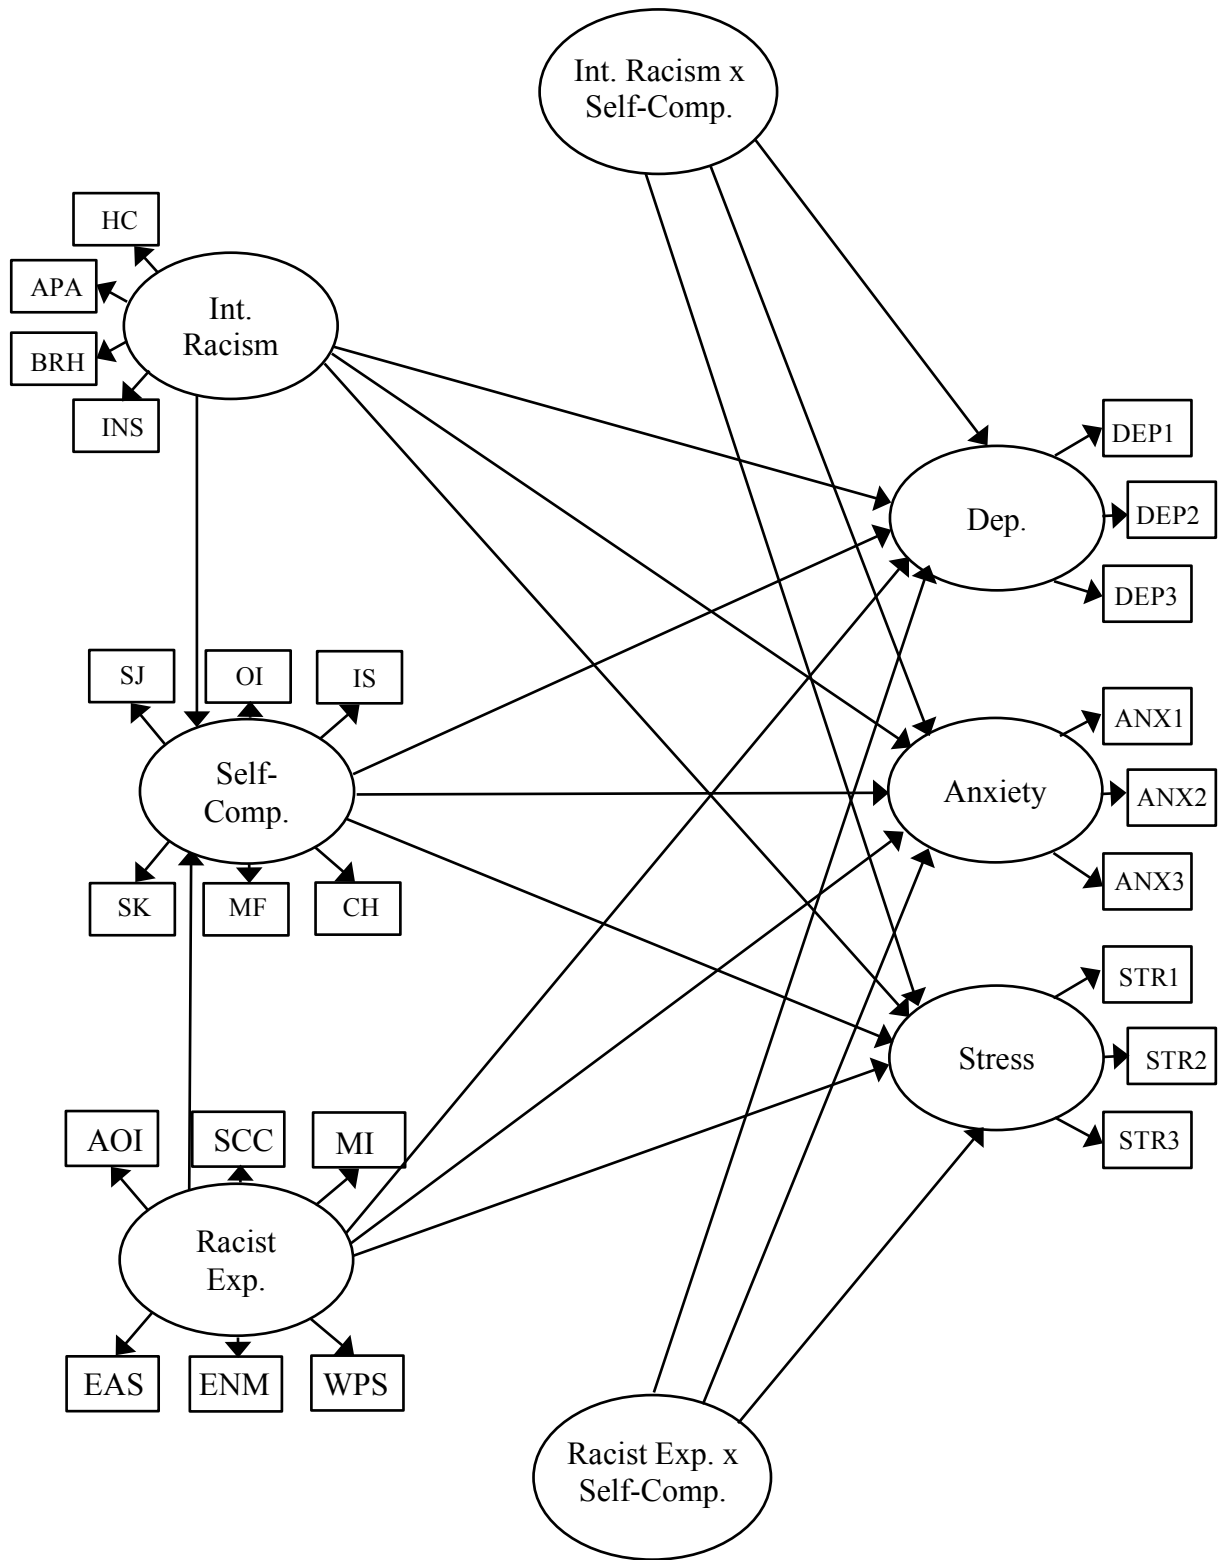 Int. Racism x
Self-Comp.
HC
APA
BRH
INS
Int.
Racism
DEP1
DEP2
DEP3
Dep.
SJ
OI
IS
Self-
Comp.
SK
MF
CH
ANX1
ANX2
ANX3
Anxiety
STR1
STR2
STR3
Stress
AOI
SCC
MI
Racist
Exp.
EAS
ENM
WPS
Racist Exp. x
Self-Comp.